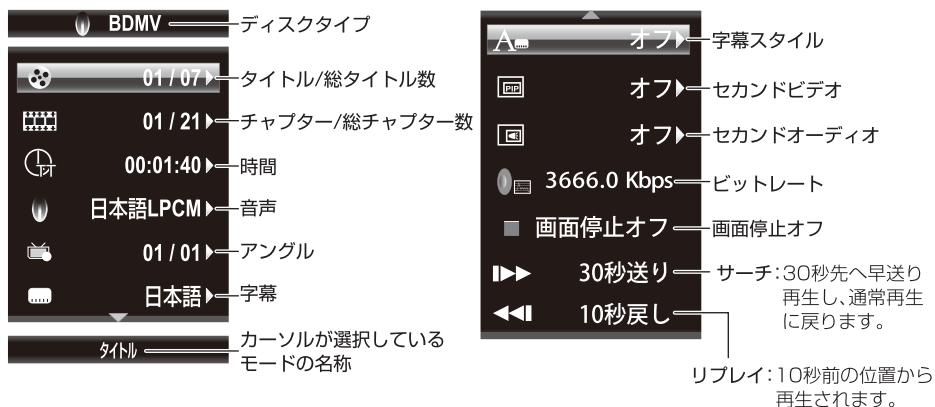 BDMV
ディスクタイプ
01 / 07
タイトル/総タイトル数
01 / 21
チャプター/総チャプター数
00:01:40
時間
日本語LPCM
音声
01 / 01
アングル
日本語
字幕
タイトル
カーソルが選択している
モードの名称
A
オフ
字幕スタイル
PIP
オフ
セカンドビデオ
オフ
セカンドオーディオ
3666.0 Kbps
ビットレート
画面停止オフ
画面停止オフ
30秒送り
サーチ:30秒先へ早送り
再生し、通常再生
に戻ります。
10秒戻し
リプレイ:10秒前の位置から
再生されます。